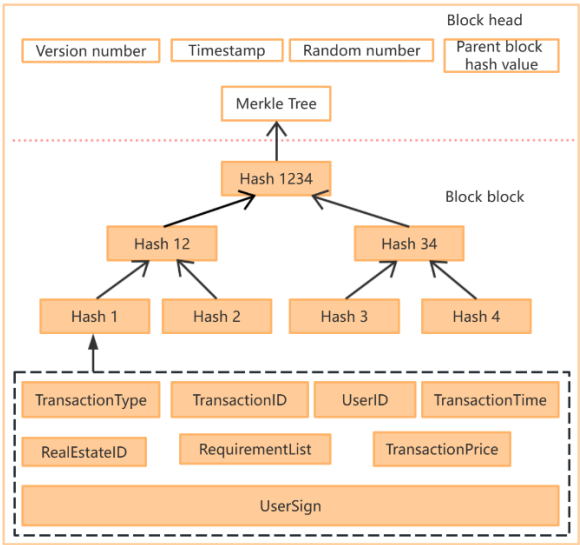 Block head
Version number
Timestamp
Random number
Parent block
hash value
Merkle Tree
Hash 1234
Block block
Hash 12
Hash 34
Hash 1
Hash 2
Hash 3
Hash 4
TransactionType
TransactionID
UserID
TransactionTime
RealEstateID
RequirementList
TransactionPrice
UserSign